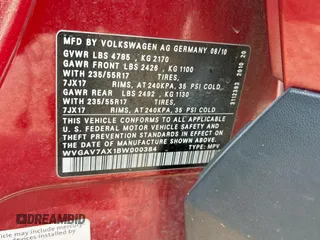 MFD. BY VOLKSWAGEN AG GERMANY 08/10
GVWR LBS 4785 , KG 2170
GAWR FRONT LBS 2426 , KG 1100
WITH 235/55R17 TIRES,
7JX17 RIMS, AT 240KPA, 35 PSI COLD
GAWR REAR LBS 2492 , KG 1130
WITH 235/55R17 TIRES,
7JX17 RIMS, AT 240KPA, 35 PSI COLD
THIS VEHICLE CONFORMS TO ALL APPLICABLE
U.S. FEDERAL MOTOR VEHICLE SAFETY
STANDARDS IN EFFECT ON THE DATE OF
MANUFACTURE SHOWN ABOVE.
WVGAV7AX1BW000384 TYPE: MPV
2010 20
DREAMBID